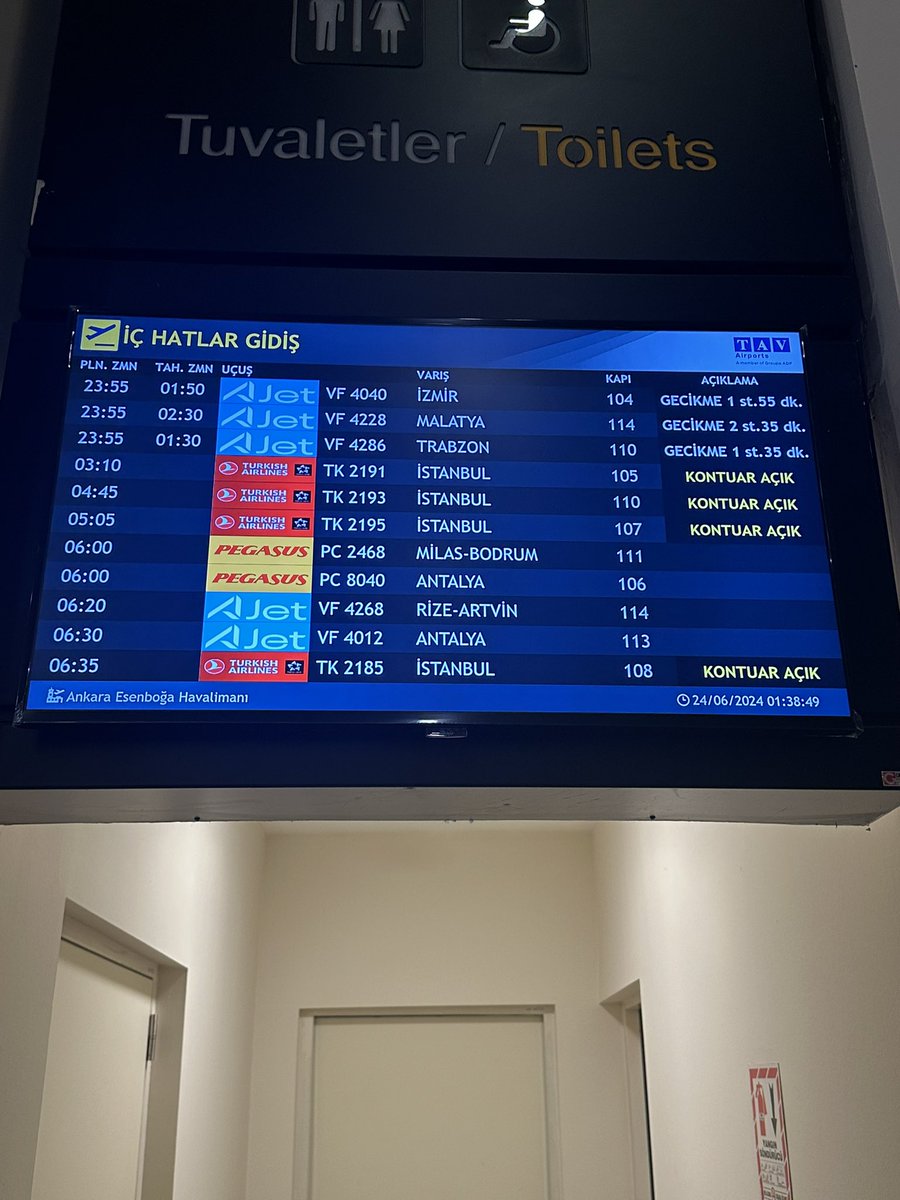 Tuvaletler / Toilets
İÇ HATLAR GİDİŞ
TAV
Airports
A member of Groupe ADP
PLN. ZMN TAH. ZMN UÇUŞ VARIŞ KAPI AÇIKLAMA
23:55 01:50 AJet VF 4040 İZMİR 104 GECİKME 1 st.55 dk.
23:55 02:30 AJet VF 4228 MALATYA 114 GECİKME 2 st.35 dk.
23:55 01:30 AJet VF 4286 TRABZON 110 GECİKME 1 st.35 dk.
03:10 TURKISH AIRLINES TK 2191 İSTANBUL 105 KONTUAR AÇIK
04:45 TURKISH AIRLINES TK 2193 İSTANBUL 110 KONTUAR AÇIK
05:05 TURKISH AIRLINES TK 2195 İSTANBUL 107 KONTUAR AÇIK
06:00 PEGASUS PC 2468 MİLAS-BODRUM 111
06:00 PEGASUS PC 8040 ANTALYA 106
06:20 AJet VF 4268 RİZE-ARTVİN 114
06:30 AJet VF 4012 ANTALYA 113
06:35 TURKISH AIRLINES TK 2185 İSTANBUL 108 KONTUAR AÇIK
Ankara Esenboğa Havalimanı 24/06/2024 01:38:49
YANGIN
SÖNDÜRÜCÜ